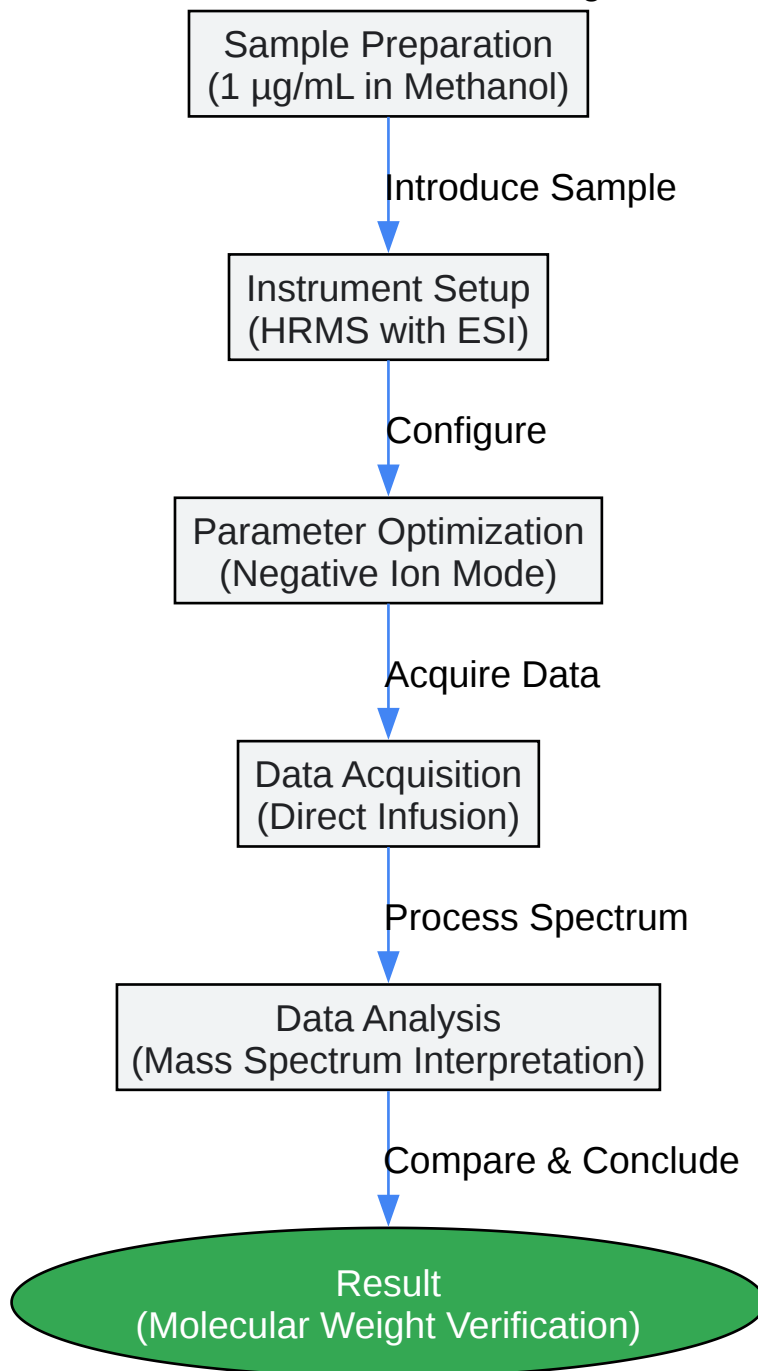 Sample Preparation
(1 µg/mL in Methanol)
Introduce Sample
Instrument Setup
(HRMS with ESI)
Configure
Parameter Optimization
(Negative Ion Mode)
Acquire Data
Data Acquisition
(Direct Infusion)
Process Spectrum
Data Analysis
(Mass Spectrum Interpretation)
Compare & Conclude
Result
(Molecular Weight Verification)